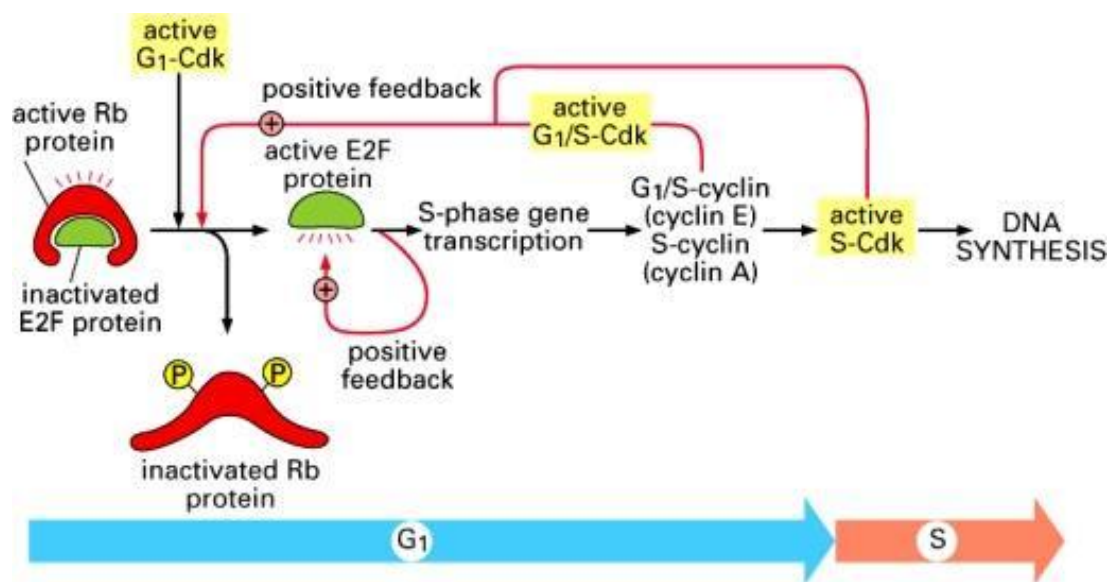 active
G1-Cdk
positive feedback
active
G1/S-Cdk
active Rb
protein
+
active E2F
protein
G1/S-cyclin
(cyclin E)
S-cyclin
(cyclin A)
S-phase gene
transcription
active
S-Cdk
DNA
SYNTHESIS
inactivated
E2F protein
+
positive
feedback
P
P
inactivated Rb
protein
G1
S